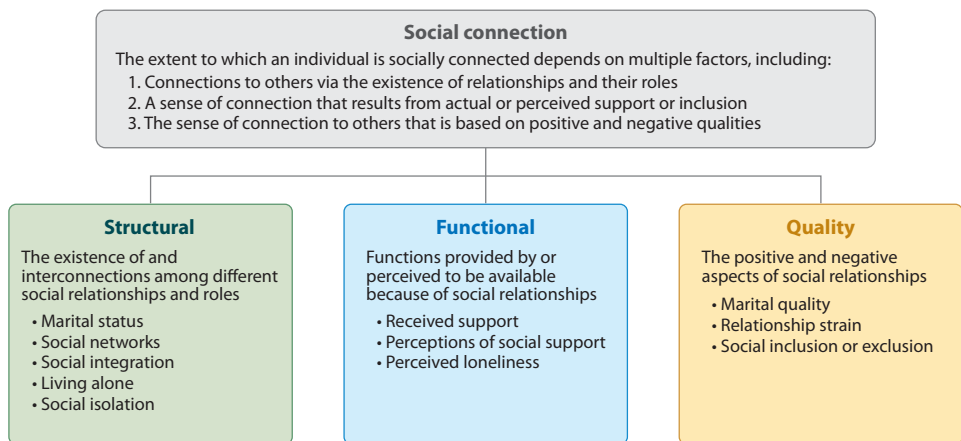 Social connection
The extent to which an individual is socially connected depends on multiple factors, including:
1. Connections to others via the existence of relationships and their roles
2. A sense of connection that results from actual or perceived support or inclusion
3. The sense of connection to others that is based on positive and negative qualities
Structural
The existence of and
interconnections among different
social relationships and roles
• Marital status
• Social networks
• Social integration
• Living alone
• Social isolation
Functional
Functions provided by or
perceived to be available
because of social relationships
• Received support
• Perceptions of social support
• Perceived loneliness
Quality
The positive and negative
aspects of social relationships
• Marital quality
• Relationship strain
• Social inclusion or exclusion